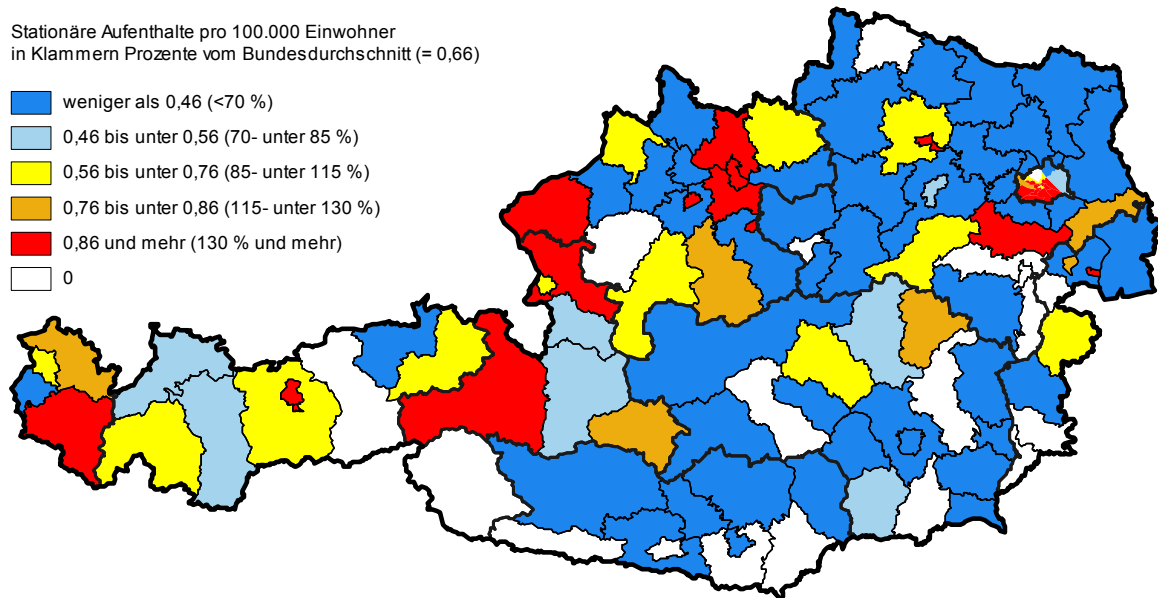 Stationäre Aufenthalte pro 100.000 Einwohner
in Klammern Prozente vom Bundesdurchschnitt (= 0,66)
weniger als 0,46 (<70 %)
0,46 bis unter 0,56 (70- unter 85 %)
0,56 bis unter 0,76 (85- unter 115 %)
0,76 bis unter 0,86 (115- unter 130 %)
0,86 und mehr (130 % und mehr)
0